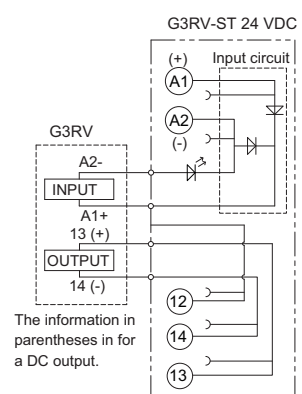 G3RV-ST 24 VDC
(+)
Input circuit
A1
A2
(-)
G3RV
A2-
INPUT
A1+
13 (+)
OUTPUT
14 (-)
12
14
13
The information in
parentheses in for
a DC output.